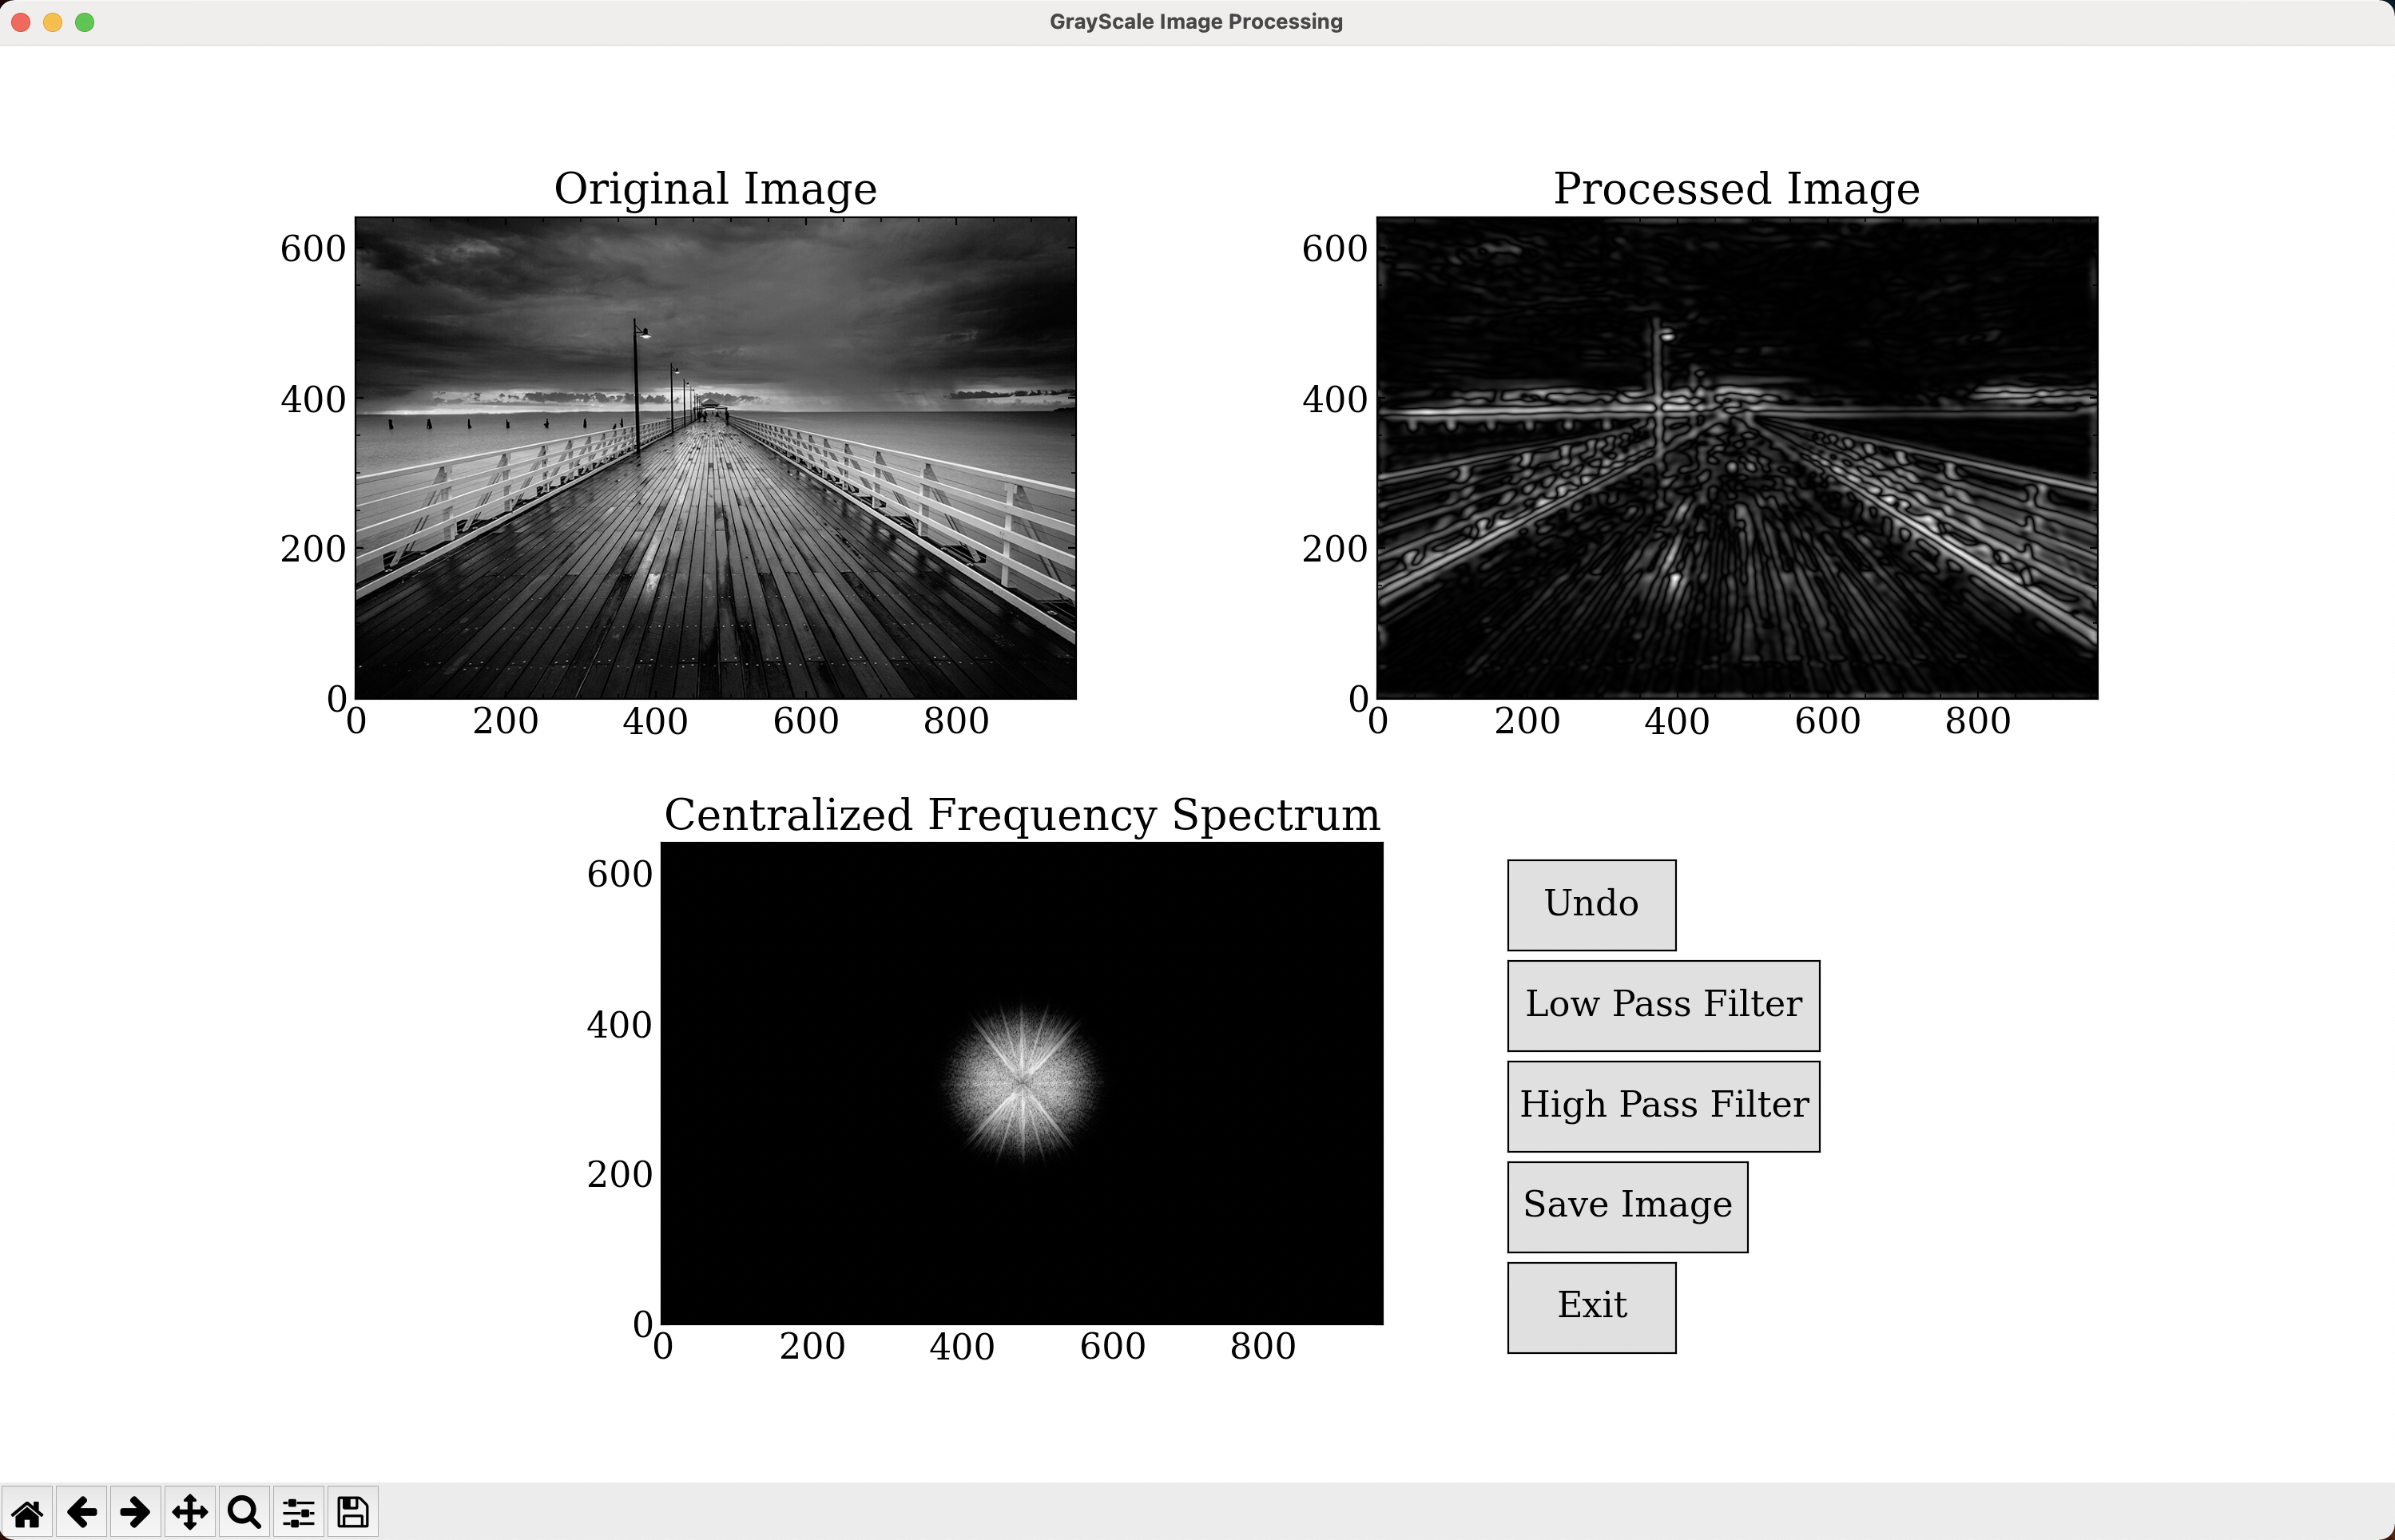 GrayScale Image Processing
Original Image
600
400
200
0
0 200 400 600 800
Processed Image
600
400
200
0
0 200 400 600 800
Centralized Frequency Spectrum
600
400
200
0
0 200 400 600 800
Undo
Low Pass Filter
High Pass Filter
Save Image
Exit